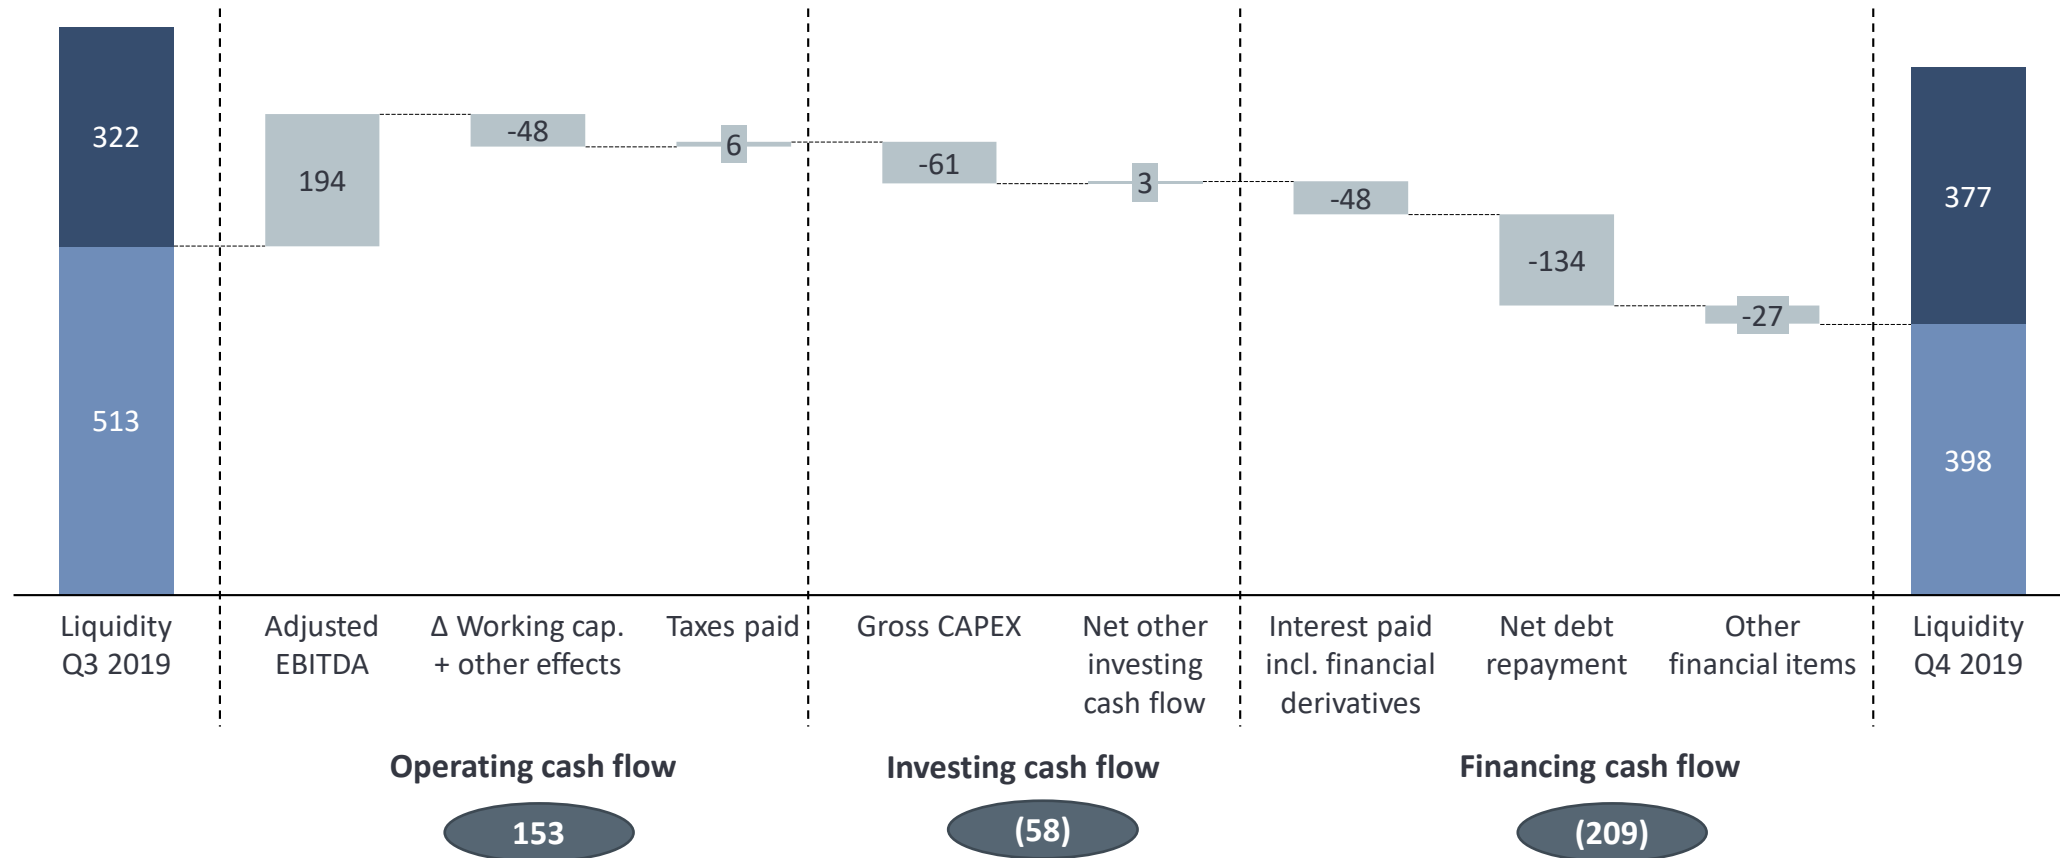 322
513
194
-48
6
-61
3
-48
-134
-27
377
398
Liquidity
Q3 2019
Adjusted
EBITDA
Δ Working cap.
+ other effects
Taxes paid
Gross CAPEX
Net other
investing
cash flow
Interest paid
incl. financial
derivatives
Net debt
repayment
Other
financial items
Liquidity
Q4 2019
Operating cash flow
153
Investing cash flow
(58)
Financing cash flow
(209)